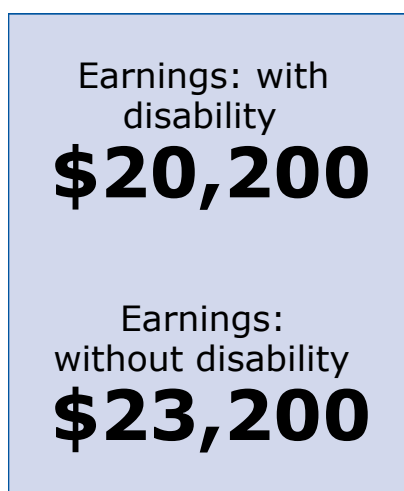 Earnings: with
disability
$20,200
Earnings:
without disability
$23,200